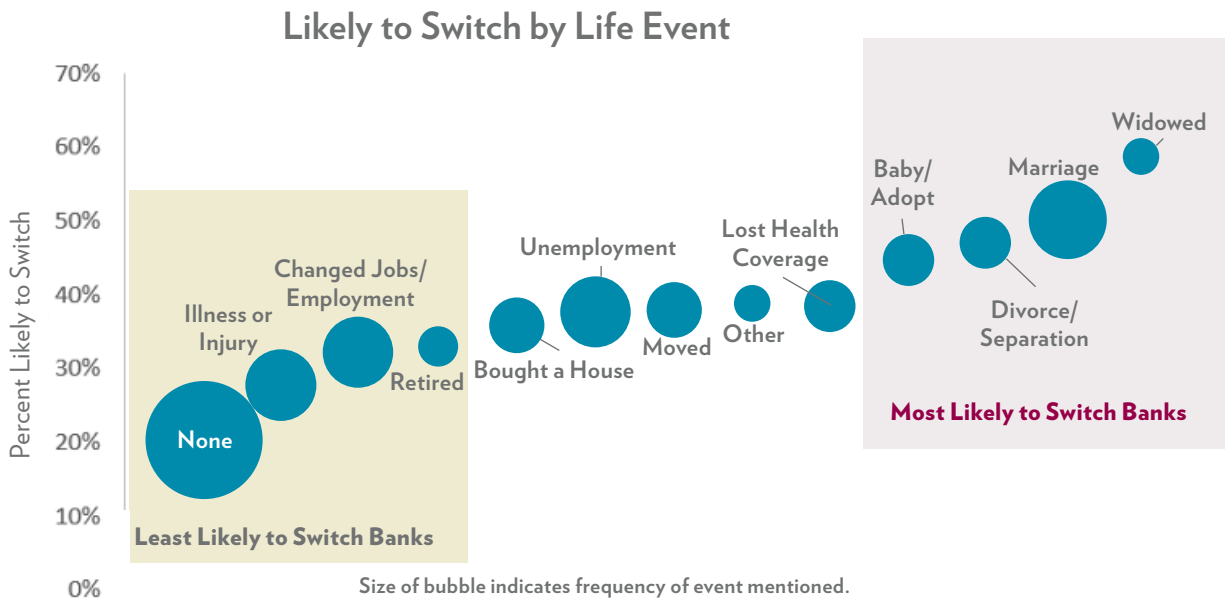 Likely to Switch by Life Event
Percent Likely to Switch
70%
60%
50%
40%
30%
20%
10%
0%
None
Illness or
Injury
Changed Jobs/
Employment
Retired
Least Likely to Switch Banks
Bought a House
Unemployment
Moved
Other
Lost Health
Coverage
Baby/
Adopt
Divorce/
Separation
Marriage
Widowed
Most Likely to Switch Banks
Size of bubble indicates frequency of event mentioned.